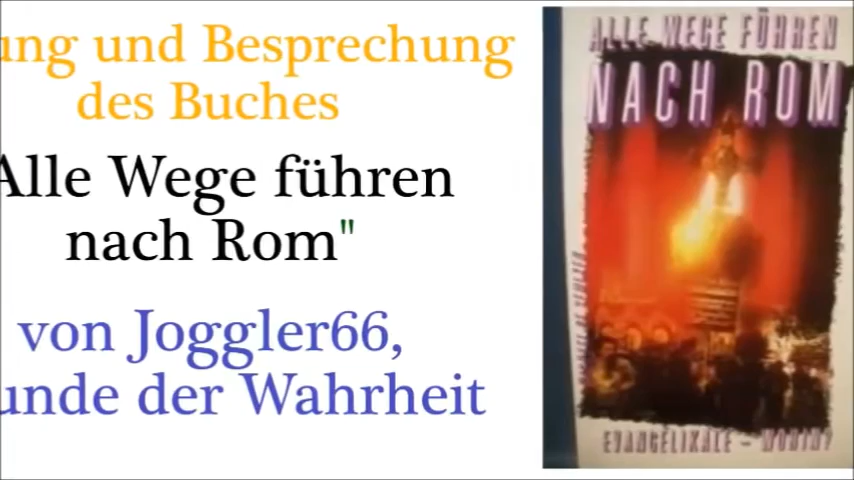 ung und Besprechung
des Buches
Alle Wege führen
nach Rom"
von Joggler66,
unde der Wahrheit
ALLE WEGE FÜHREN
NACH ROM
EVANGELIKALE - WOHIN?